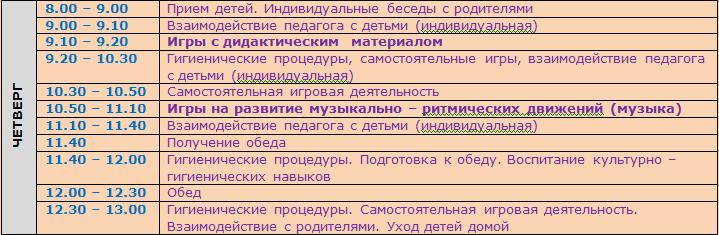 ЧЕТВЕРГ
8.00 – 9.00 Прием детей. Индивидуальные беседы с родителями
9.00 – 9.10 Взаимодействие педагога с детьми (индивидуальная)
9.10 – 9.20 Игры с дидактическим материалом
9.20 – 10.30 Гигиенические процедуры, самостоятельные игры, взаимодействие педагога
с детьми (индивидуальная)
10.30 – 10.50 Самостоятельная игровая деятельность
10.50 – 11.10 Игры на развитие музыкально – ритмических движений (музыка)
11.10 – 11.40 Взаимодействие педагога с детьми (индивидуальная)
11.40 Получение обеда
11.40 – 12.00 Гигиенические процедуры. Подготовка к обеду. Воспитание культурно –
гигиенических навыков
12.00 – 12.30 Обед
12.30 – 13.00 Гигиенические процедуры. Самостоятельная игровая деятельность.
Взаимодействие с родителями. Уход детей домой